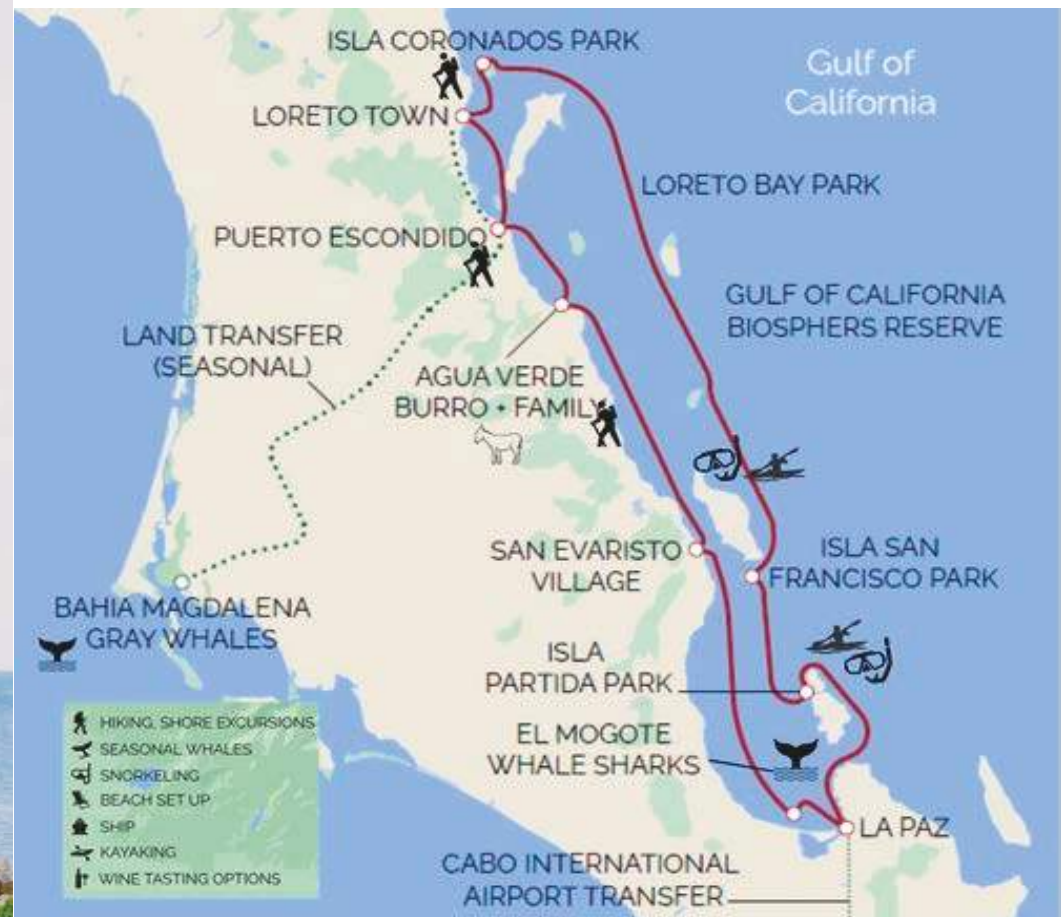 ISLA CORONADOS PARK
Gulf of
California
LORETO TOWN
LORETO BAY PARK
PUERTO ESCONDIDO
GULF OF CALIFORNIA
BIOSPHERS RESERVE
LAND TRANSFER
(SEASONAL)
AGUA VERDE
BURRO + FAMILY
SAN EVARISTO
VILLAGE
ISLA SAN
FRANCISCO PARK
BAHIA MAGDALENA
GRAY WHALES
ISLA
PARTIDA PARK
EL MOGOTE
WHALE SHARKS
LA PAZ
CABO INTERNATIONAL
AIRPORT TRANSFER
HIKING, SHORE EXCURSIONS
SEASONAL WHALES
SNORKELING
BEACH SET UP
SHIP
KAYAKING
WINE TASTING OPTIONS